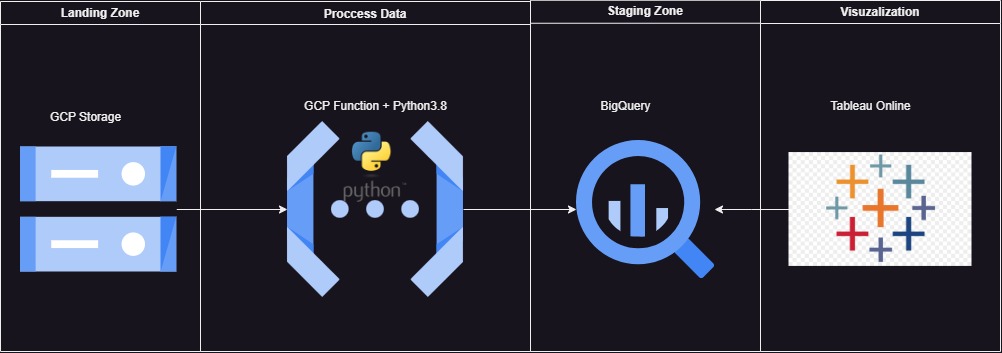 Landing Zone
Proccess Data
Staging Zone
Visuzalization
GCP Storage
GCP Function + Python3.8
BigQuery
Tableau Online
python